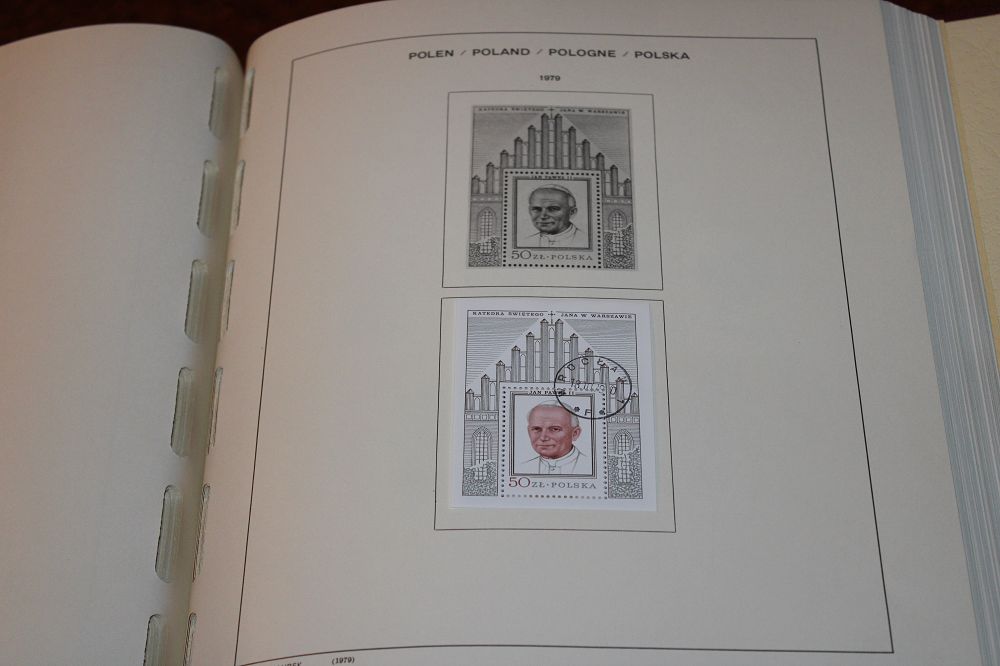 POLEN / POLAND / POLOGNE / POLSKA
1979
KATEDRA ŚWIĘTEGO + JANA W WARSZAWIE
JAN PAWEŁ II
50 ZŁ · POLSKA
KATEDRA ŚWIĘTEGO + JANA W WARSZAWIE
JAN PAWEŁ II
50 ZŁ · POLSKA
(1979)